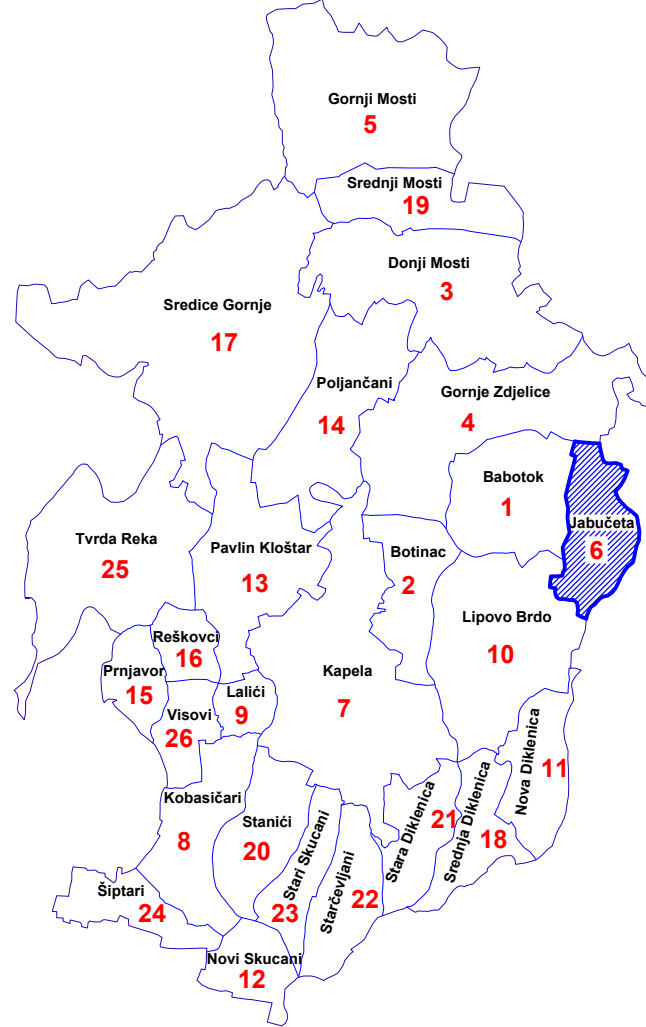 Gornji Mosti
5
Srednji Mosti
19
Donji Mosti
3
Sredice Gornje
17
Poljančani
14
Gornje Zdjelice
4
Babotok
1
Jabučeta
6
Tvrda Reka
25
Pavlin Kloštar
13
Botinac
2
Lipovo Brdo
10
Reškovci
16
Prnjavor
15
Lalići
9
Kapela
7
Visovi
26
Nova Diklenica
11
Kobasičari
8
Stanići
20
Stari Skucani
23
Starčevljani
22
Stara Diklenica
21
Srednja Diklenica
18
Šiptari
24
Novi Skucani
12